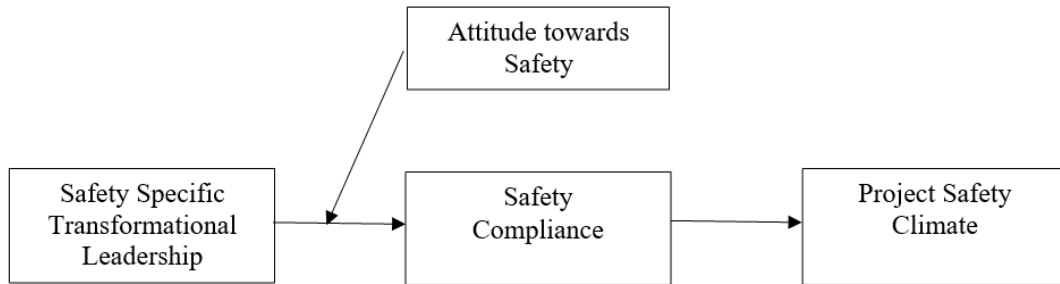 Attitude towards
Safety
Safety Specific
Transformational
Leadership
Safety
Compliance
Project Safety
Climate